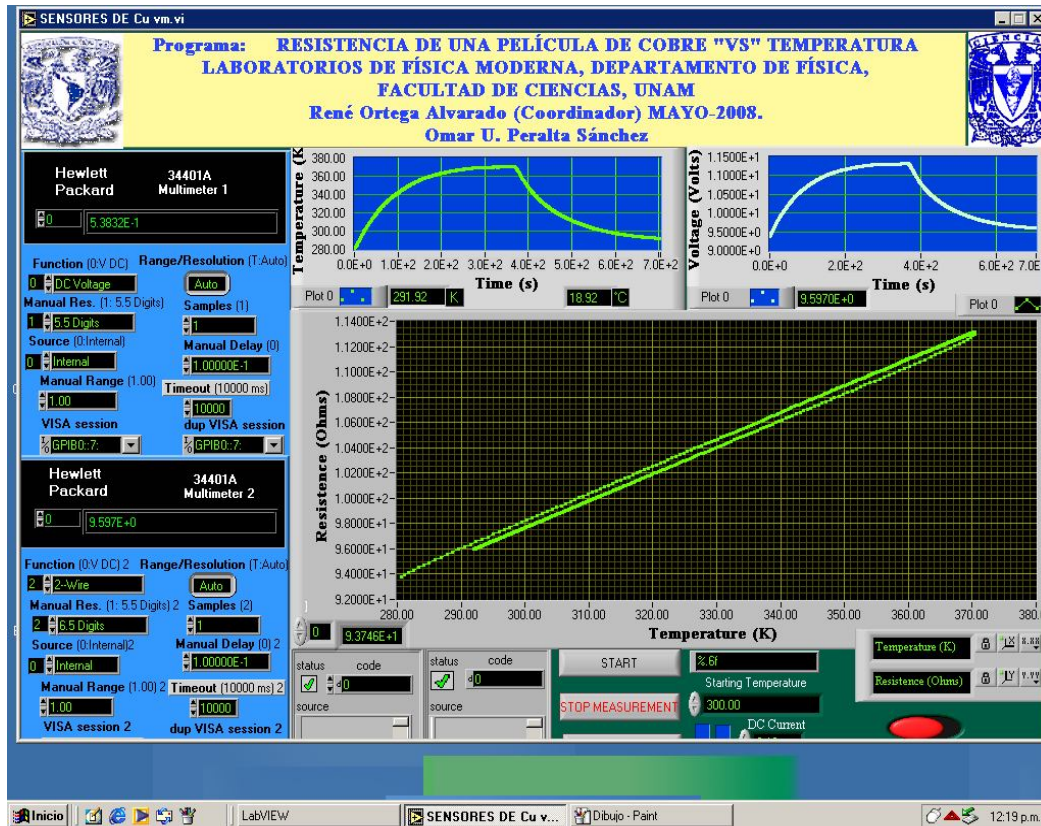 SENSORES DE Cu vm.vi
Programa: RESISTENCIA DE UNA PELÍCULA DE COBRE "VS" TEMPERATURA
LABORATORIOS DE FÍSICA MODERNA, DEPARTAMENTO DE FÍSICA,
FACULTAD DE CIENCIAS, UNAM
René Ortega Alvarado (Coordinador) MAYO-2008.
Omar U. Peralta Sánchez
Hewlett Packard
34401A
Multimeter 1
0 5.3832E-1
Function (0:V DC) Range/Resolution (T:Auto)
0 DC Voltage Auto
Manual Res. (1: 5.5 Digits) Samples (1)
1 5.5 Digits 1
Source (0:Internal) Manual Delay (0)
0 Internal 1.00000E-1
Manual Range (1.00) Timeout (10000 ms)
1.00 10000
VISA session dup VISA session
GPIB0::7: GPIB0::7:
Hewlett Packard
34401A
Multimeter 2
0 9.597E+0
Function (0:V DC) 2 Range/Resolution (T:Auto)
2 2--Wire Auto
Manual Res. (1: 5.5 Digits) 2 Samples (2)
2 6.5 Digits 1
Source (0:Internal)2 Manual Delay (0) 2
0 Internal 1.00000E-1
Manual Range (1.00) 2 Timeout (10000 ms) 2
1.00 10000
VISA session 2 dup VISA session 2
Temperature (K)
380.00
360.00
340.00
320.00
300.00
280.00
0.0E+0 1.0E+2 2.0E+2 3.0E+2 4.0E+2 5.0E+2 6.0E+2 7.0E+2
Time (s)
Plot 0 291.92 K 18.92 °C
Voltage (Volts)
1.1500E+1
1.1000E+1
1.0500E+1
1.0000E+1
9.5000E+0
9.0000E+0
0.0E+0 2.0E+2 4.0E+2 6.0E+2 7.0E
Time (s)
Plot 0 9.5970E+0
Plot 0
Resistence (Ohms)
1.1400E+2
1.1200E+2
1.1000E+2
1.0800E+2
1.0600E+2
1.0400E+2
1.0200E+2
1.0000E+2
9.8000E+1
9.6000E+1
9.4000E+1
9.2000E+1
280.00 290.00 300.00 310.00 320.00 330.00 340.00 350.00 360.00 370.00 380.
Temperature (K)
0 9.3746E+1
Temperature (K)
Resistence (Ohms)
status code
0
source
status code
0
source
START
STOP MEASUREMENT
%.6f
Starting Temperature
300.00
DC Current
Inicio
LabVIEW
SENSORES DE Cu v...
Dibujo - Paint
12:19 p.m.